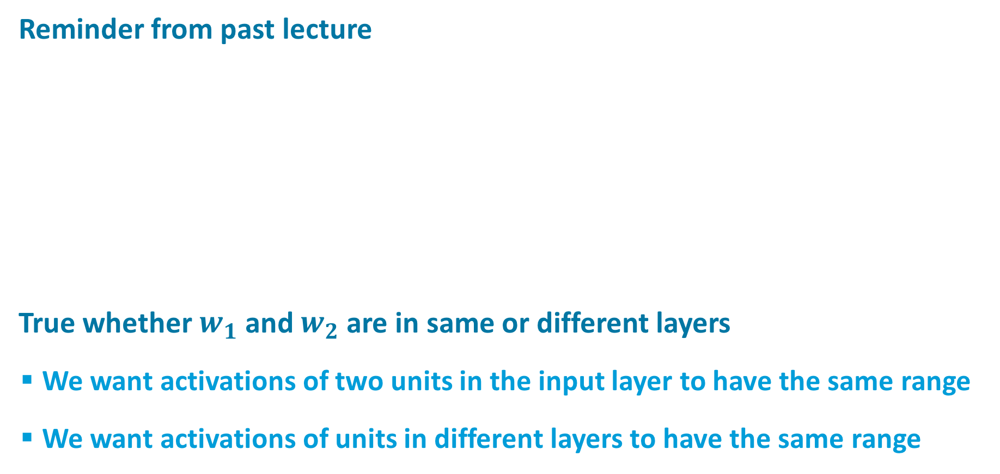 Reminder from past lecture
True whether w₁ and w₂ are in same or different layers
▪ We want activations of two units in the input layer to have the same range
▪ We want activations of units in different layers to have the same range